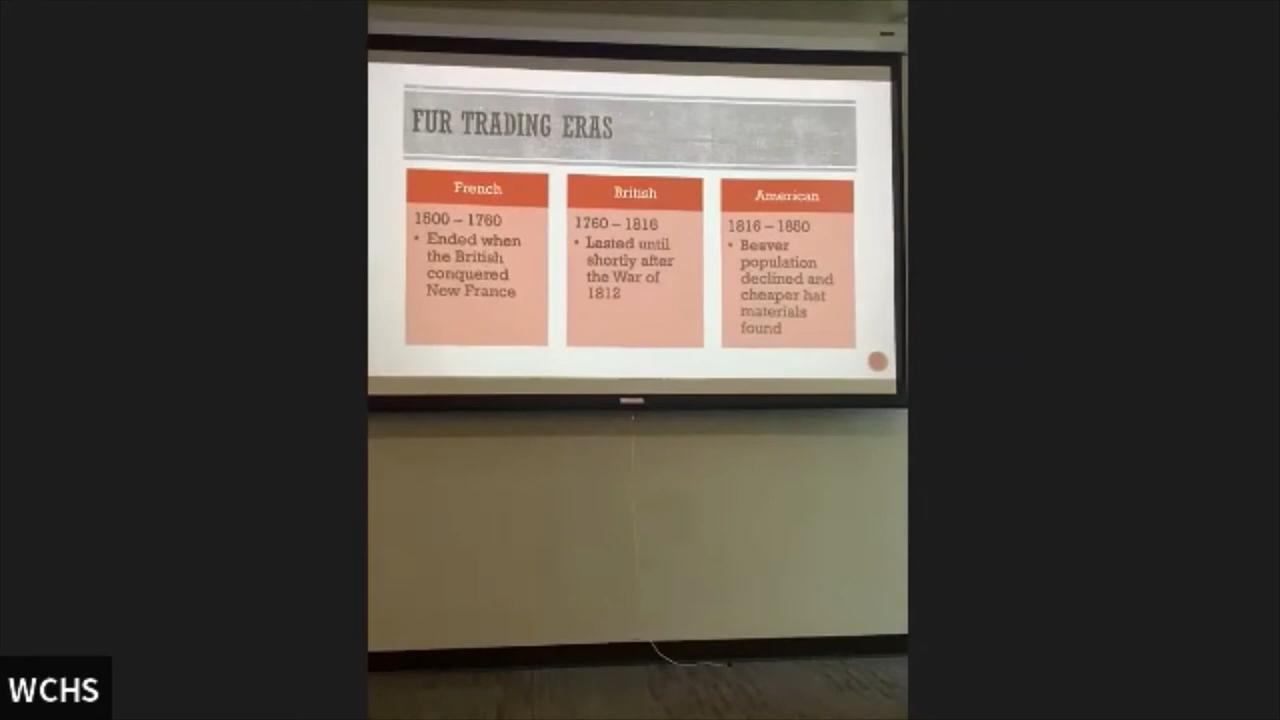 FUR TRADING ERAS
French
1500 – 1760
• Ended when
the British
conquered
New France
British
1760 – 1816
• Lasted until
shortly after
the War of
1812
American
1816 – 1850
• Beaver
population
declined and
cheaper hat
materials
found
WCHS